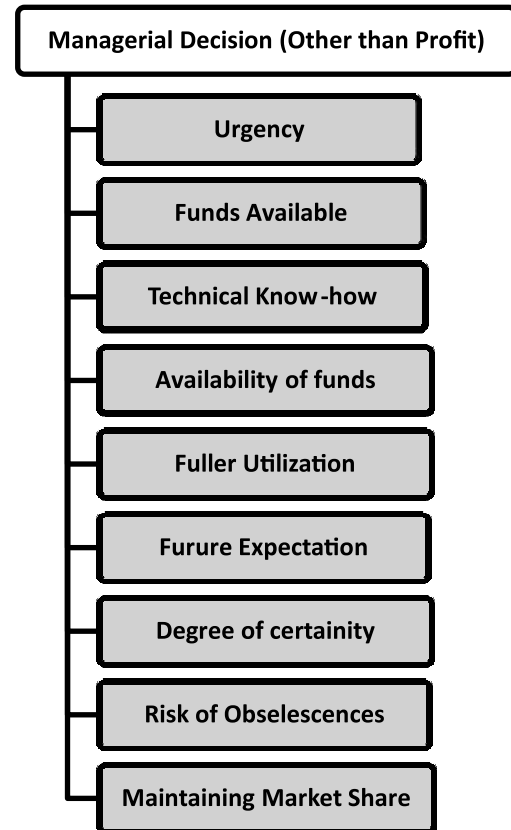 Managerial Decision (Other than Profit)
Urgency
Funds Available
Technical Know-how
Availability of funds
Fuller Utilization
Furure Expectation
Degree of certainity
Risk of Obselescences
Maintaining Market Share